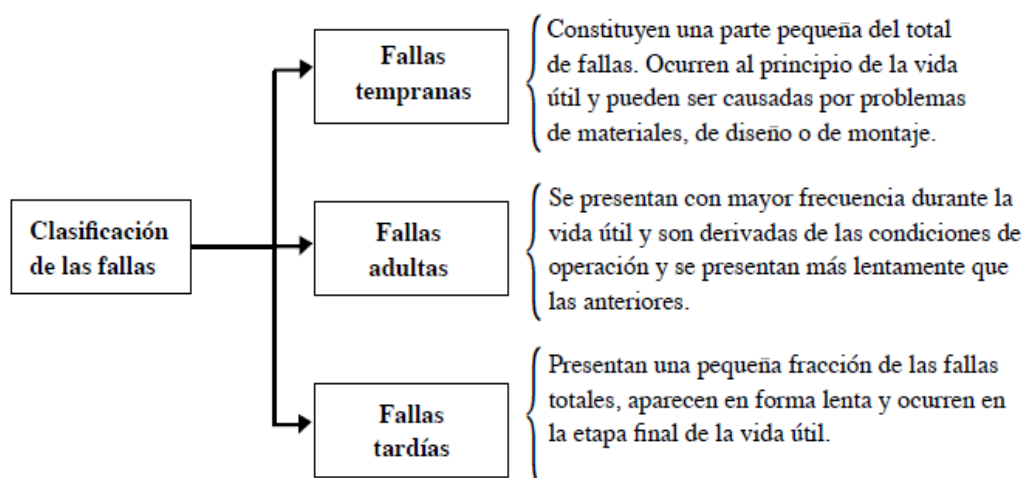 Clasificación
de las fallas
Fallas
tempranas
Constituyen una parte pequeña del total
de fallas. Ocurren al principio de la vida
útil y pueden ser causadas por problemas
de materiales, de diseño o de montaje.
Fallas
adultas
Se presentan con mayor frecuencia durante la
vida útil y son derivadas de las condiciones de
operación y se presentan más lentamente que
las anteriores.
Fallas
tardías
Presentan una pequeña fracción de las fallas
totales, aparecen en forma lenta y ocurren en
la etapa final de la vida útil.